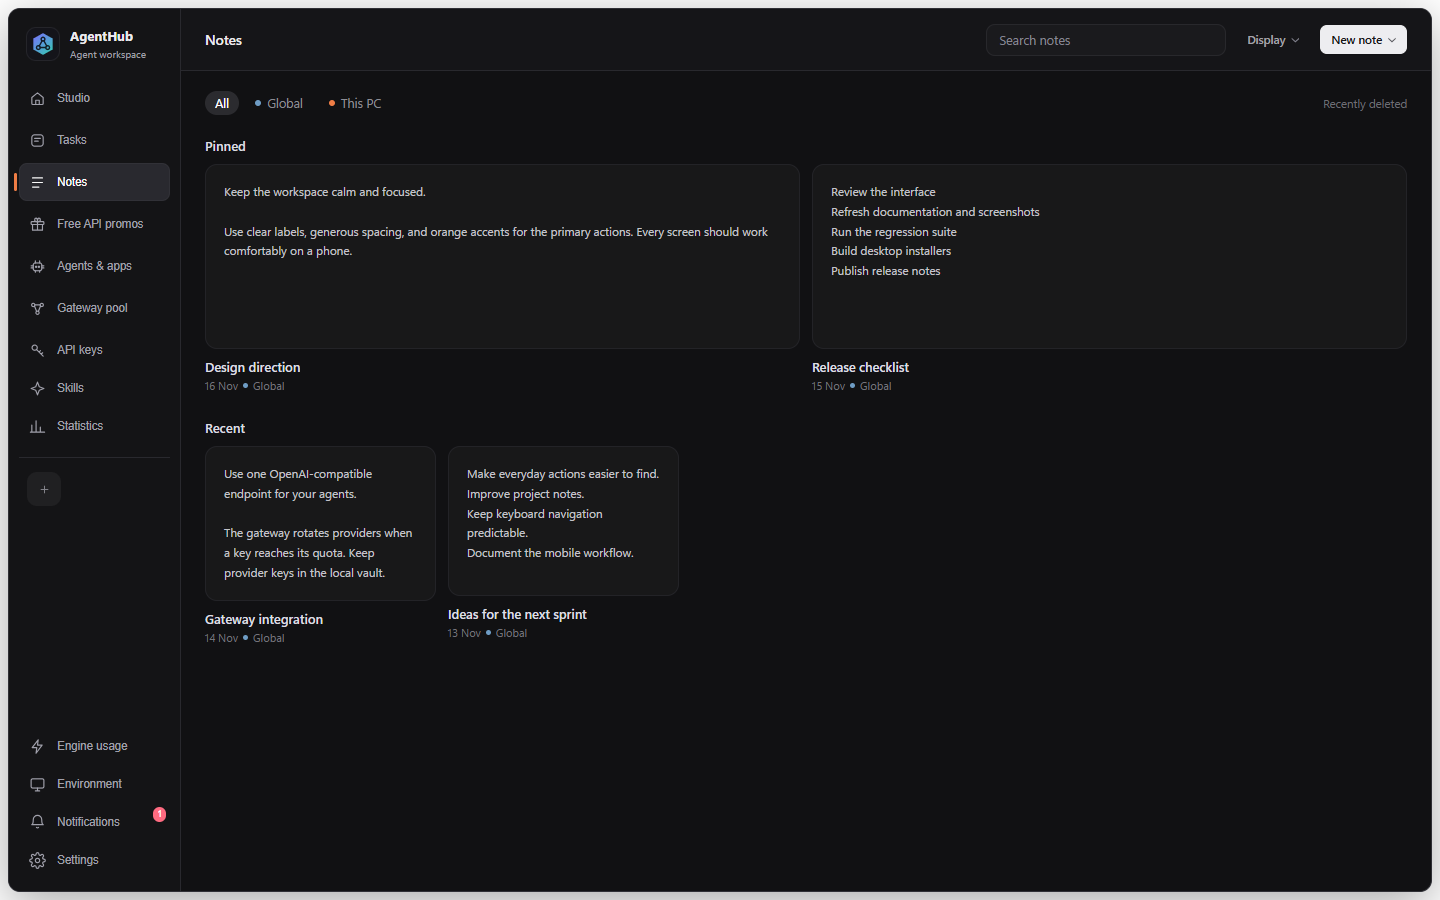 AgentHub
Agent workspace
Studio
Tasks
Notes
Free API promos
Agents & apps
Gateway pool
API keys
Skills
Statistics
+
Engine usage
Environment
Notifications
1
Settings
Notes
Search notes
Display
New note
All
Global
This PC
Recently deleted
Pinned
Keep the workspace calm and focused.
Use clear labels, generous spacing, and orange accents for the primary actions. Every screen should work
comfortably on a phone.
Design direction
16 Nov Global
Review the interface
Refresh documentation and screenshots
Run the regression suite
Build desktop installers
Publish release notes
Release checklist
15 Nov Global
Recent
Use one OpenAI-compatible
endpoint for your agents.
The gateway rotates providers when
a key reaches its quota. Keep
provider keys in the local vault.
Gateway integration
14 Nov Global
Make everyday actions easier to find.
Improve project notes.
Keep keyboard navigation
predictable.
Document the mobile workflow.
Ideas for the next sprint
13 Nov Global